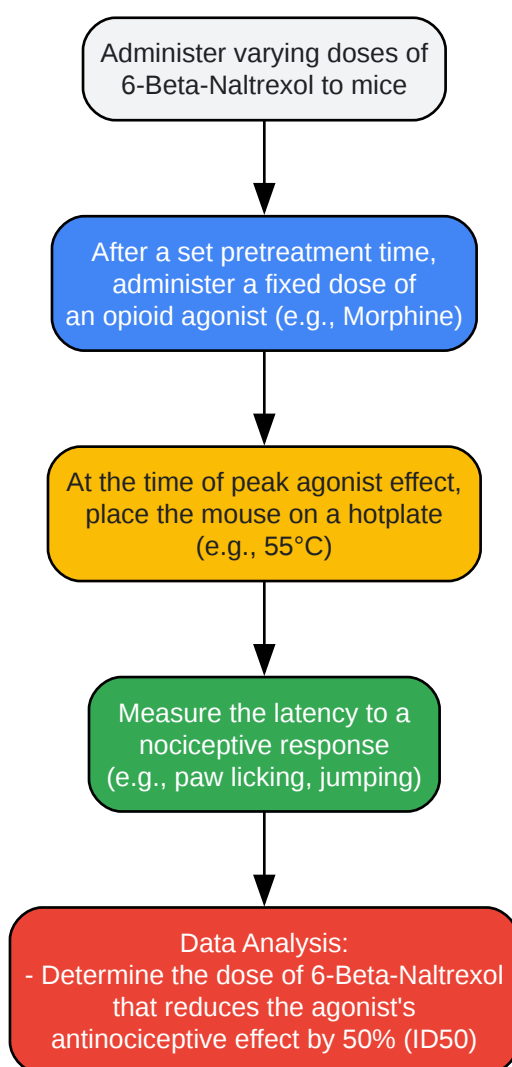 Administer varying doses of
6-Beta-Naltrexol to mice
After a set pretreatment time,
administer a fixed dose of
an opioid agonist (e.g., Morphine)
At the time of peak agonist effect,
place the mouse on a hotplate
(e.g., 55°C)
Measure the latency to a
nociceptive response
(e.g., paw licking, jumping)
Data Analysis:
- Determine the dose of 6-Beta-Naltrexol
that reduces the agonist's
antinociceptive effect by 50% (ID50)